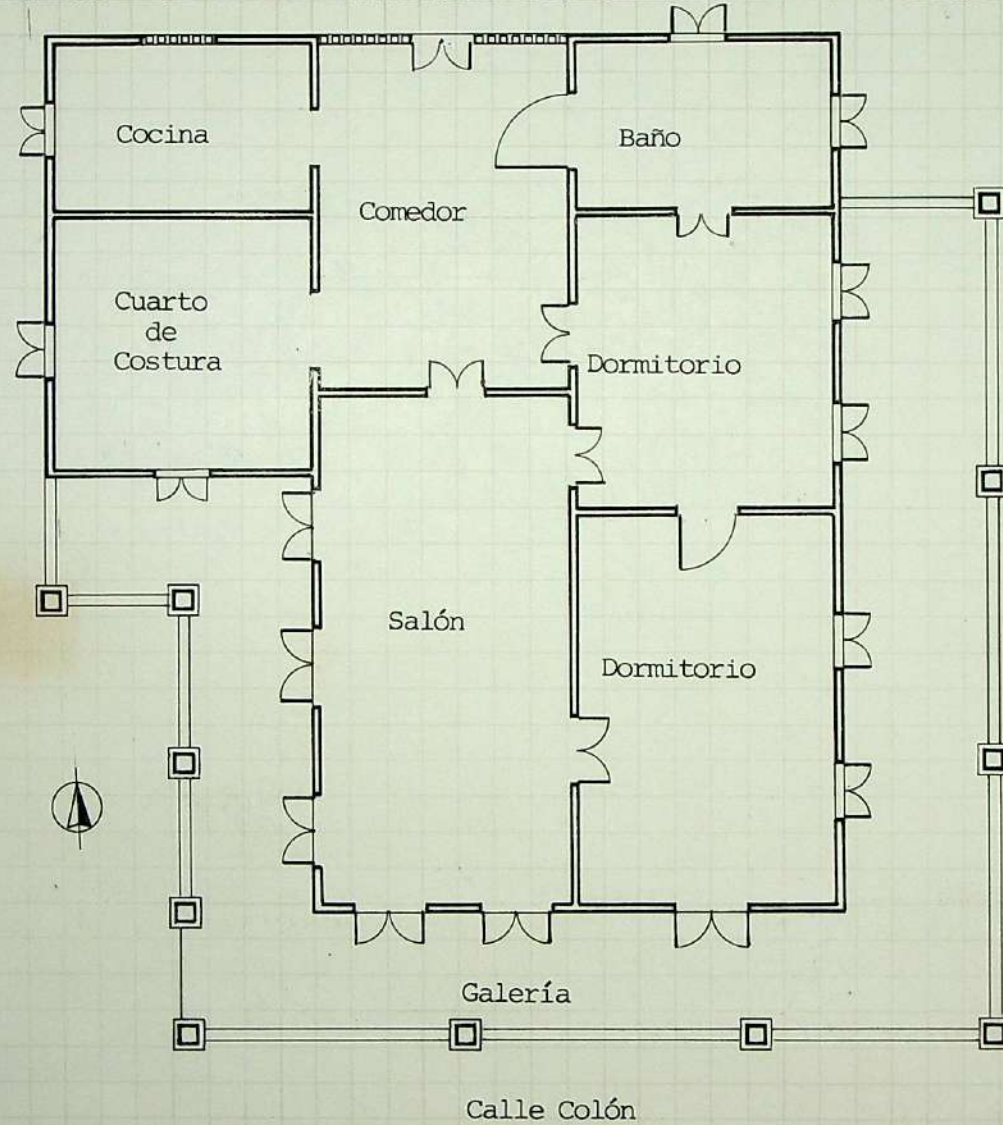 Cocina
Baño
Comedor
Cuarto
de
Costura
Dormitorio
Salón
Dormitorio
Galería
Calle Colón